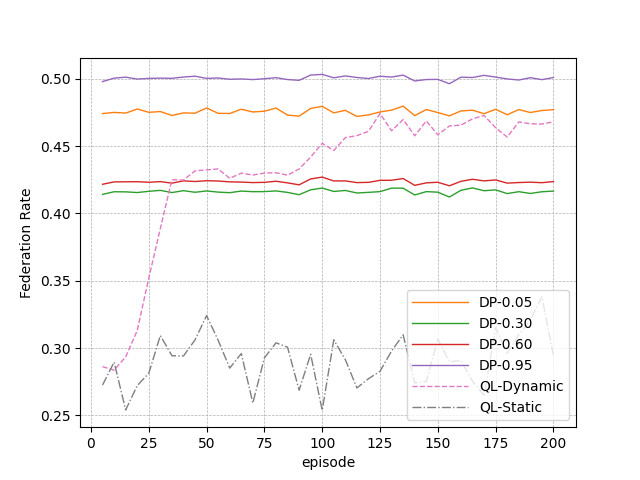 0.50
0.45
0.40
0.35
0.30
0.25
Federation Rate
DP-0.05
DP-0.30
DP-0.60
DP-0.95
QL-Dynamic
QL-Static
0 25 50 75 100 125 150 175 200
episode